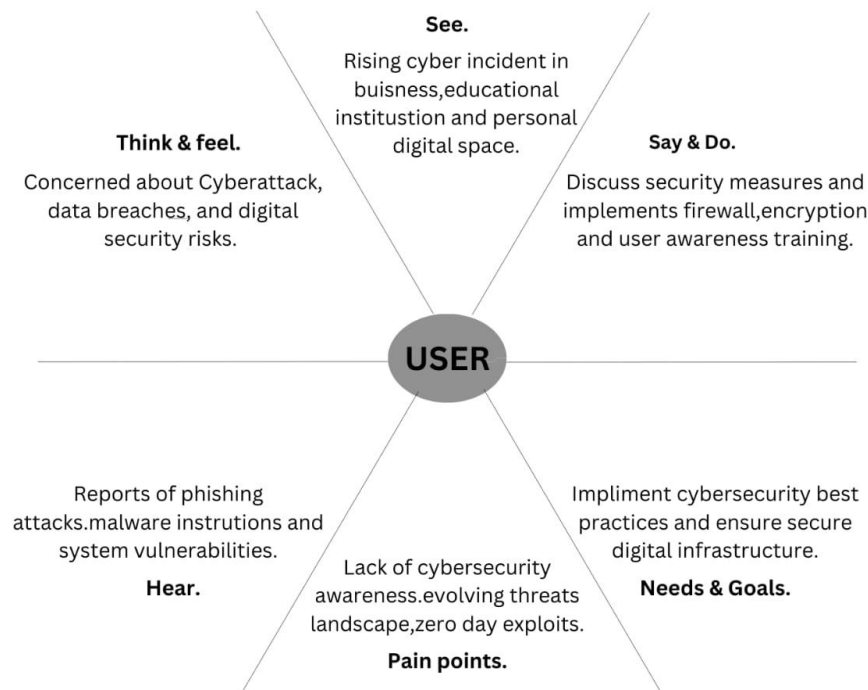 See.
Rising cyber incident in
buisness,educational
institustion and personal
digital space.
Think & feel.
Concerned about Cyberattack,
data breaches, and digital
security risks.
Say & Do.
Discuss security measures and
implements firewall,encryption
and user awareness training.
USER
Reports of phishing
attacks.malware instrutions and
system vulnerabilities.
Hear.
Lack of cybersecurity
awareness.evolving threats
landscape,zero day exploits.
Pain points.
Impliment cybersecurity best
practices and ensure secure
digital infrastructure.
Needs & Goals.